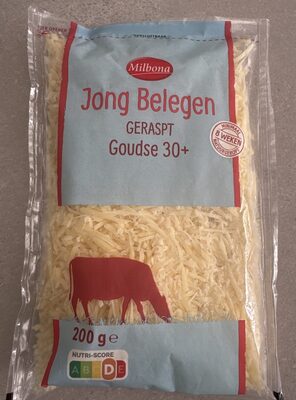 Milbona
Jong Belegen
GERASPT
Goudse 30+
8 WEKEN
200 g e
NUTRI-SCORE
A B C D E